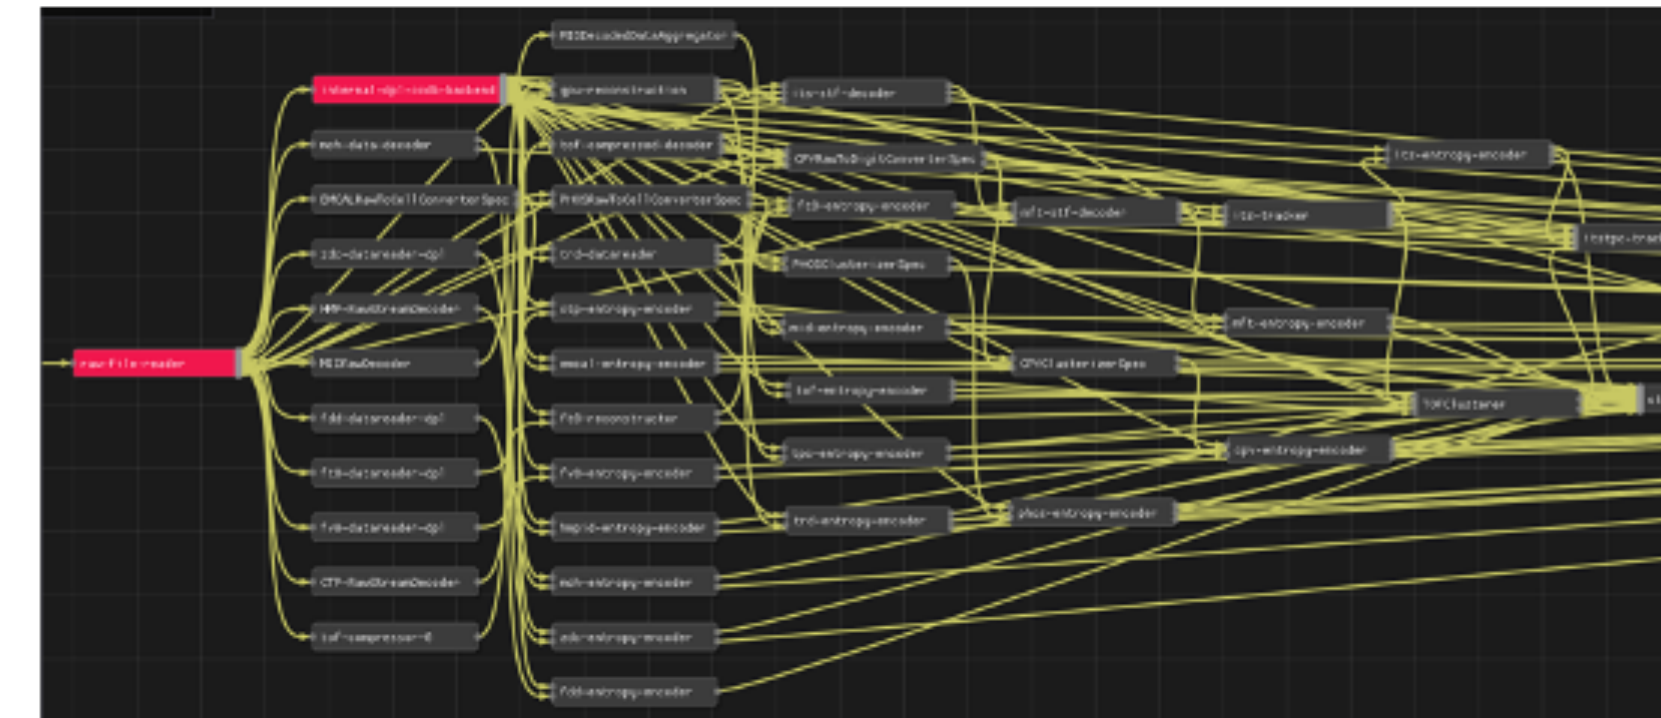 raw-file-reader
internal-dpl-ccdb-backend
mch-data-decoder
EMCALRawToCellConverterSpec
zdc-datareader-dpl
HMP-RawStreamDecoder
MIDRawDecoder
fdd-datareader-dpl
ft0-datareader-dpl
fv0-datareader-dpl
CTP-RawStreamDecoder
tof-compressor-0
MIDDecodedDataAggregator
gpu-reconstruction
tof-compressed-decoder
PHOSRawToCellConverterSpec
trd-datareader
ctp-entropy-encoder
emcal-entropy-encoder
ft0-reconstructor
fv0-entropy-encoder
hmpid-entropy-encoder
mch-entropy-encoder
zdc-entropy-encoder
fdd-entropy-encoder
its-stf-decoder
CPVRawToDigitConverterSpec
ft0-entropy-encoder
PHOSClusterizerSpec
mid-entropy-encoder
tof-entropy-encoder
tpc-entropy-encoder
trd-entropy-encoder
mft-stf-decoder
CPVClusterizerSpec
phos-entropy-encoder
its-tracker
mft-entropy-encoder
cpv-entropy-encoder
its-entropy-encoder
TOFClusterer
itstpc-track